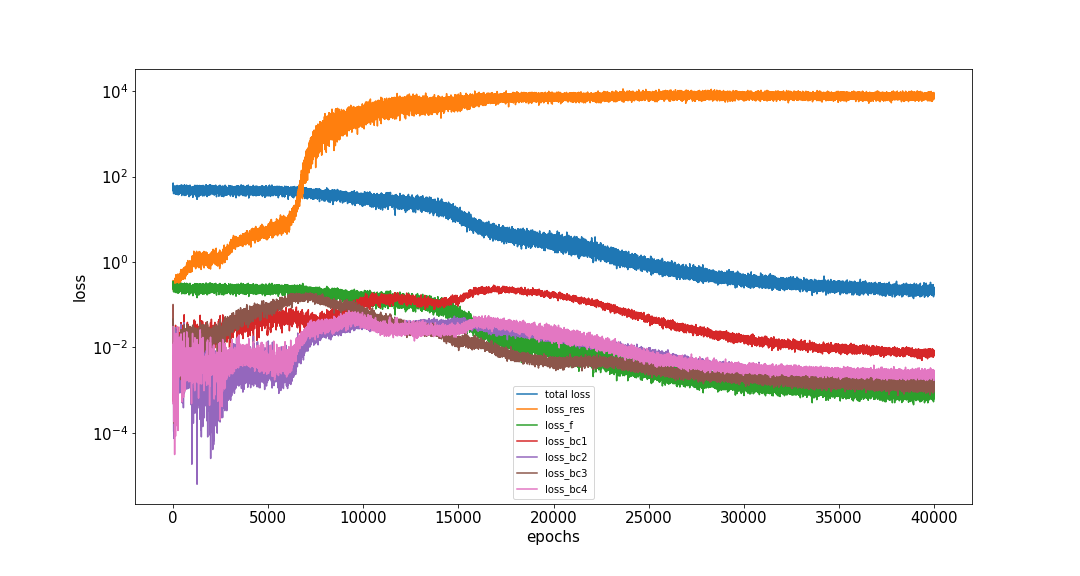 10^4
10^2
10^0
10^−2
10^−4
loss
total loss
loss_res
loss_f
loss_bc1
loss_bc2
loss_bc3
loss_bc4
0 5000 10000 15000 20000 25000 30000 35000 40000
epochs